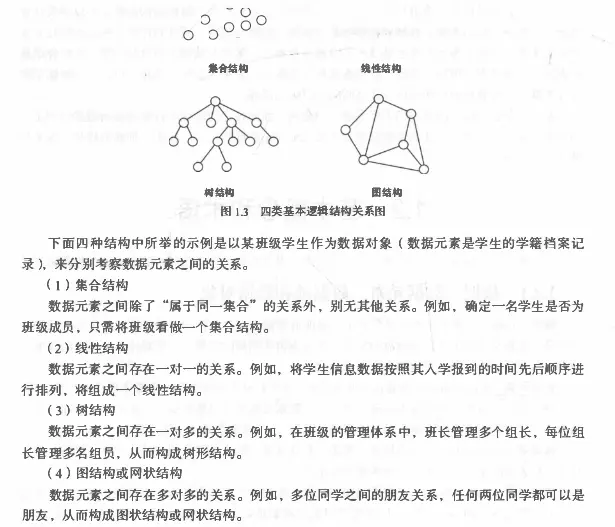 集合结构
线性结构
树结构
图结构
图 1.3 四类基本逻辑结构关系图
下面四种结构中所举的示例是以某班级学生作为数据对象（数据元素是学生的学籍档案记
录），来分别考察数据元素之间的关系。
（1）集合结构
数据元素之间除了“属于同一集合”的关系外，别无其他关系。例如，确定一名学生是否为
班级成员，只需将班级看做一个集合结构。
（2）线性结构
数据元素之间存在一对一的关系。例如，将学生信息数据按照其入学报到的时间先后顺序进
行排列，将组成一个线性结构。
（3）树结构
数据元素之间存在一对多的关系。例如，在班级的管理体系中，班长管理多个组长，每位组
长管理多名组员，从而构成树形结构。
（4）图结构或网状结构
数据元素之间存在多对多的关系。例如，多位同学之间的朋友关系，任何两位同学都可以是
朋友，从而构成图状结构或网状结构。